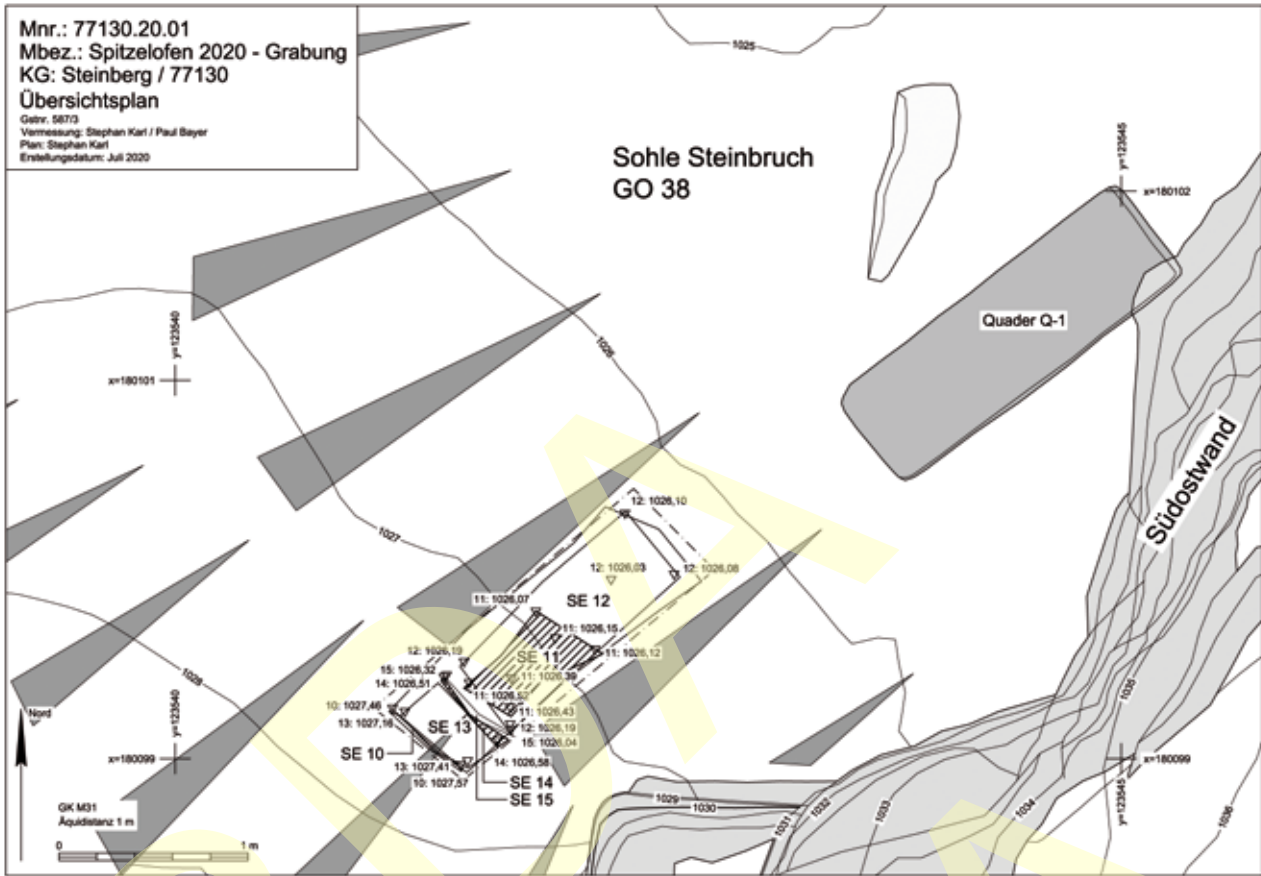 Mnr.: 77130.20.01
Mbez.: Spitzelofen 2020 - Grabung
KG: Steinberg / 77130
Übersichtsplan
Gstnr. 587/3
Vermessung: Stephan Karl / Paul Bayer
Plan: Stephan Karl
Erstellungsdatum: Juli 2020
1025
Sohle Steinbruch
GO 38
y=123545
x=180102
Quader Q-1
y=123540
x=180101
1026
Südostwand
1027
12: 1026,10
12: 1026,03
12: 1026,08
11: 1026,07
SE 12
11: 1026,15
11: 1026,12
12: 1026,19
SE 11
15: 1026,32
11: 1026,39
14: 1026,51
11: 1026,52
1028
10: 1027,46
11: 1026,43
13: 1027,16
SE 13
12: 1026,19
Nord
y=123540
15: 1026,04
SE 10
14: 1026,58
x=180099
13: 1027,41
10: 1027,57
SE 14
SE 15
1035
x=180099
y=123545
1029
1030
1031
1032
1033
1034
1036
GK M31
Äquidistanz 1 m
0
1 m